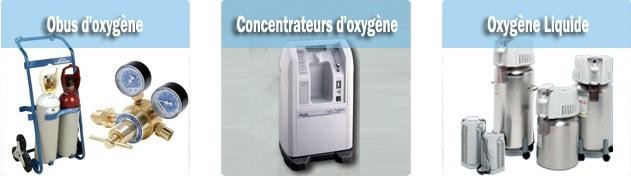 Obus d'oxygène
Concentrateurs d'oxygène
Oxygène Liquide